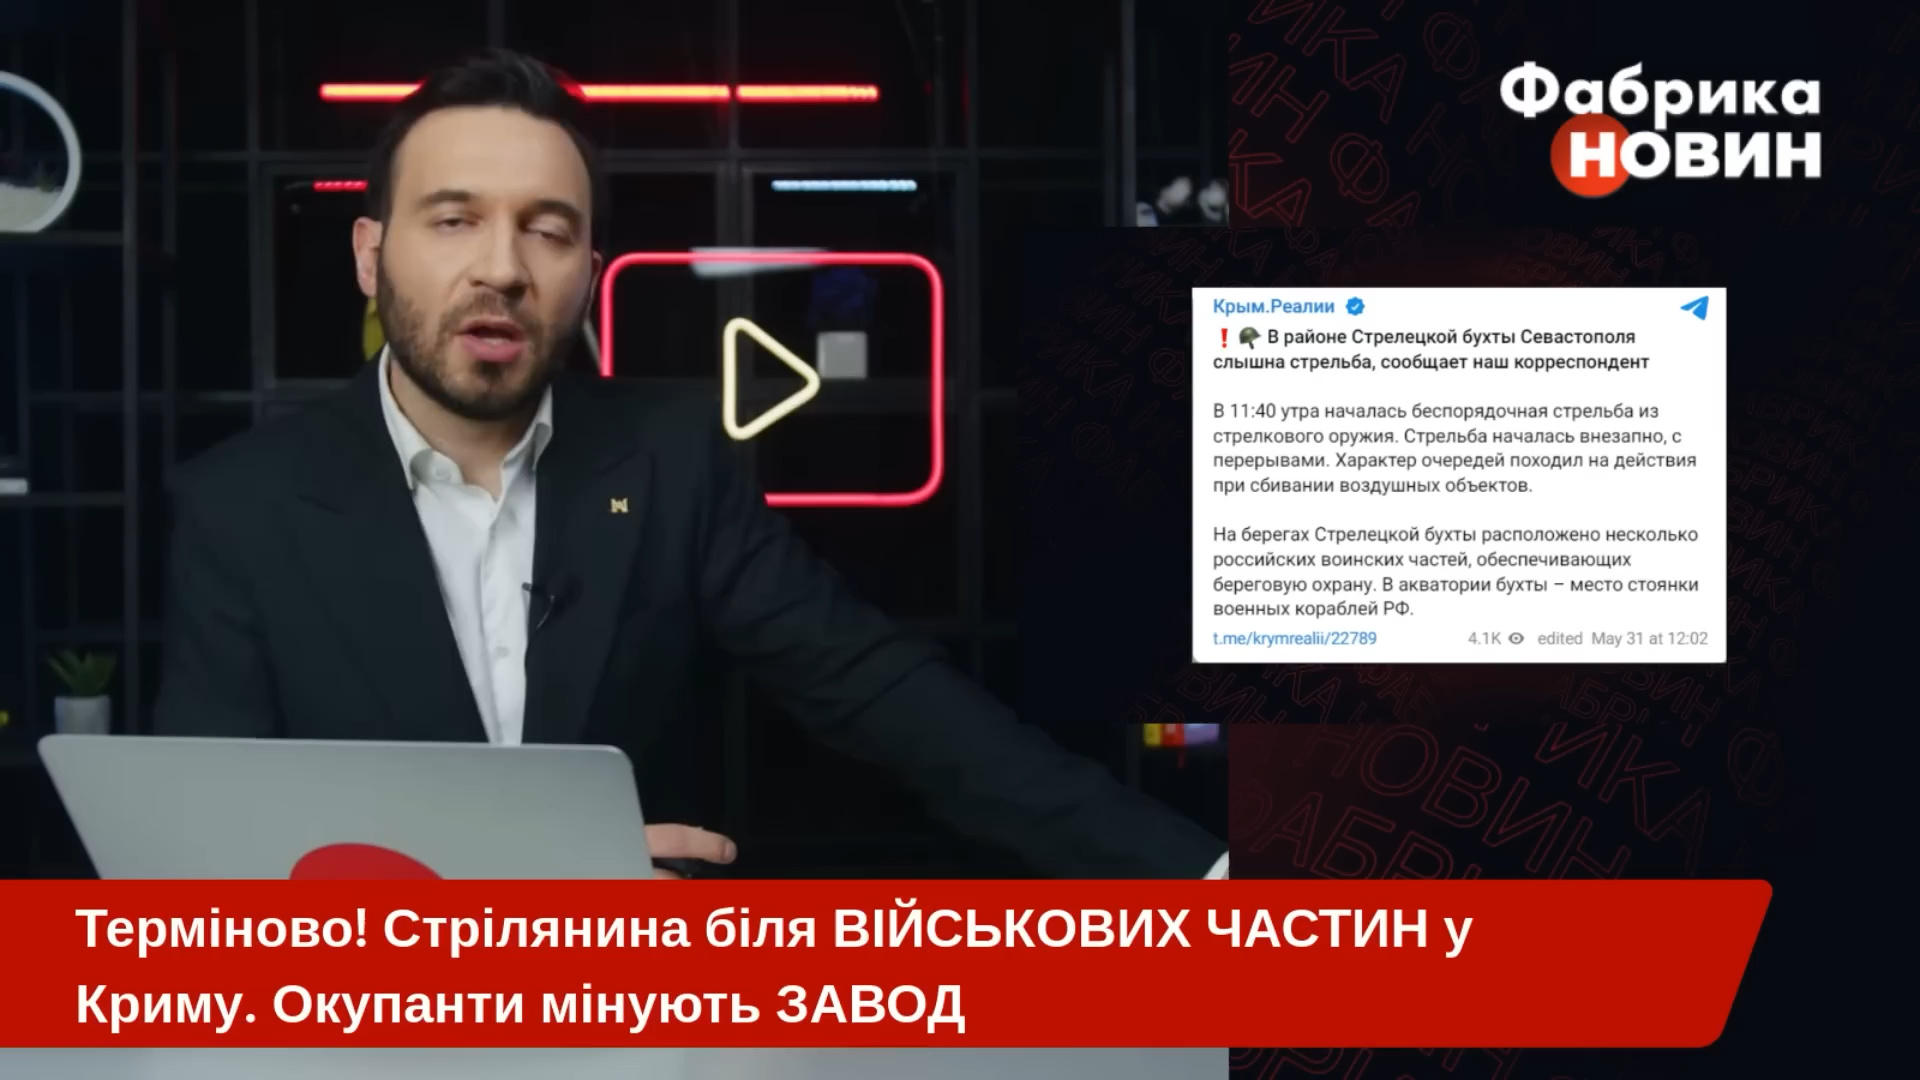 Фабрика
новин
Крым.Реалии
❗🪖 В районе Стрелецкой бухты Севастополя
слышна стрельба, сообщает наш корреспондент
В 11:40 утра началась беспорядочная стрельба из
стрелкового оружия. Стрельба началась внезапно, с
перерывами. Характер очередей походил на действия
при сбивании воздушных объектов.
На берегах Стрелецкой бухты расположено несколько
российских воинских частей, обеспечивающих
береговую охрану. В акватории бухты – место стоянки
военных кораблей РФ.
t.me/krymrealii/22789 4.1K edited May 31 at 12:02
Терміново! Стрілянина біля ВІЙСЬКОВИХ ЧАСТИН у
Криму. Окупанти мінують ЗАВОД